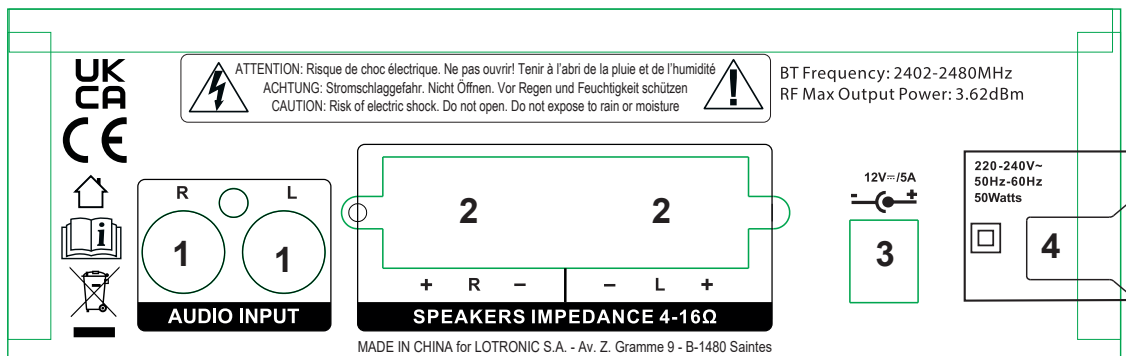 UK
CA
CE
ATTENTION: Risque de choc électrique. Ne pas ouvrir! Tenir à l'abri de la pluie et de l'humidité
ACHTUNG: Stromschlaggefahr. Nicht Öffnen. Vor Regen und Feuchtigkeit schützen
CAUTION: Risk of electric shock. Do not open. Do not expose to rain or moisture
BT Frequency: 2402-2480MHz
RF Max Output Power: 3.62dBm
R L
1 1
AUDIO INPUT
2 2
+ R − − L +
SPEAKERS IMPEDANCE 4-16Ω
MADE IN CHINA for LOTRONIC S.A. - Av. Z. Gramme 9 - B-1480 Saintes
12V⎓/5A
- +
3
220-240V~
50Hz-60Hz
50Watts
4
i